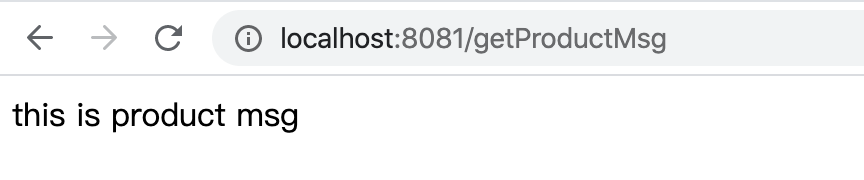 localhost:8081/getProductMsg
this is product msg